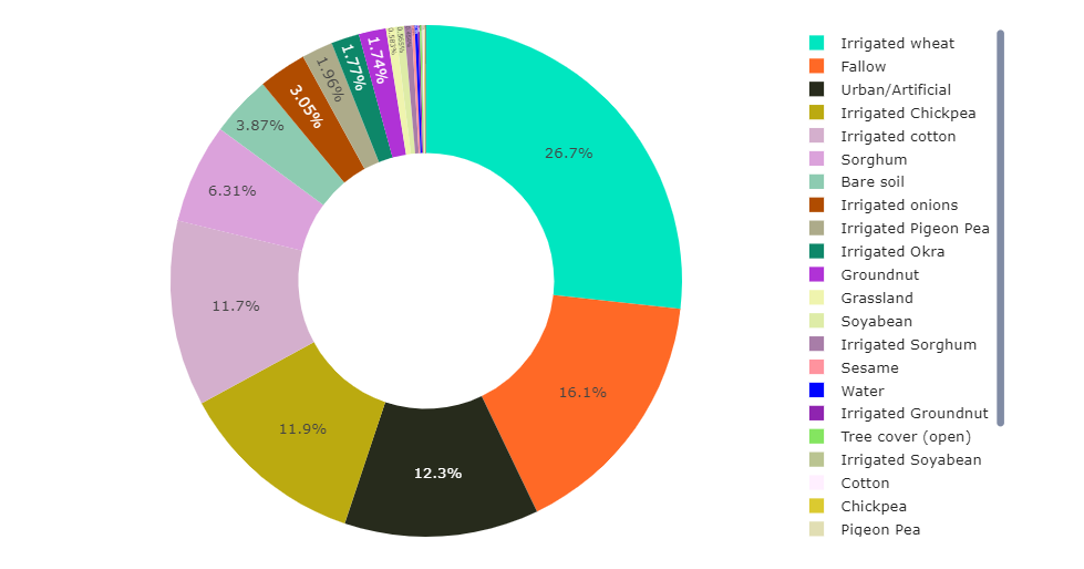 26.7%
16.1%
12.3%
11.9%
11.7%
6.31%
3.87%
3.05%
1.96%
1.77%
1.74%
Irrigated wheat
Fallow
Urban/Artificial
Irrigated Chickpea
Irrigated cotton
Sorghum
Bare soil
Irrigated onions
Irrigated Pigeon Pea
Irrigated Okra
Groundnut
Grassland
Soyabean
Irrigated Sorghum
Sesame
Water
Irrigated Groundnut
Tree cover (open)
Irrigated Soyabean
Cotton
Chickpea
Pigeon Pea